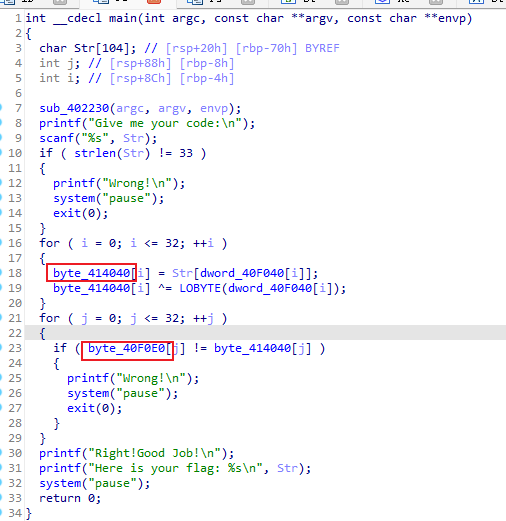 1 int __cdecl main(int argc, const char **argv, const char **envp)
2 {
3 char Str[104]; // [rsp+20h] [rbp-70h] BYREF
4 int j; // [rsp+88h] [rbp-8h]
5 int i; // [rsp+8Ch] [rbp-4h]
6
7 sub_402230(argc, argv, envp);
8 printf("Give me your code:\n");
9 scanf("%s", Str);
10 if ( strlen(Str) != 33 )
11 {
12 printf("Wrong!\n");
13 system("pause");
14 exit(0);
15 }
16 for ( i = 0; i <= 32; ++i )
17 {
18 byte_414040[i] = Str[dword_40F040[i]];
19 byte_414040[i] ^= LOBYTE(dword_40F040[i]);
20 }
21 for ( j = 0; j <= 32; ++j )
22 {
23 if ( byte_40F0E0[j] != byte_414040[j] )
24 {
25 printf("Wrong!\n");
26 system("pause");
27 exit(0);
28 }
29 }
30 printf("Right!Good Job!\n");
31 printf("Here is your flag: %s\n", Str);
32 system("pause");
33 return 0;
34 }